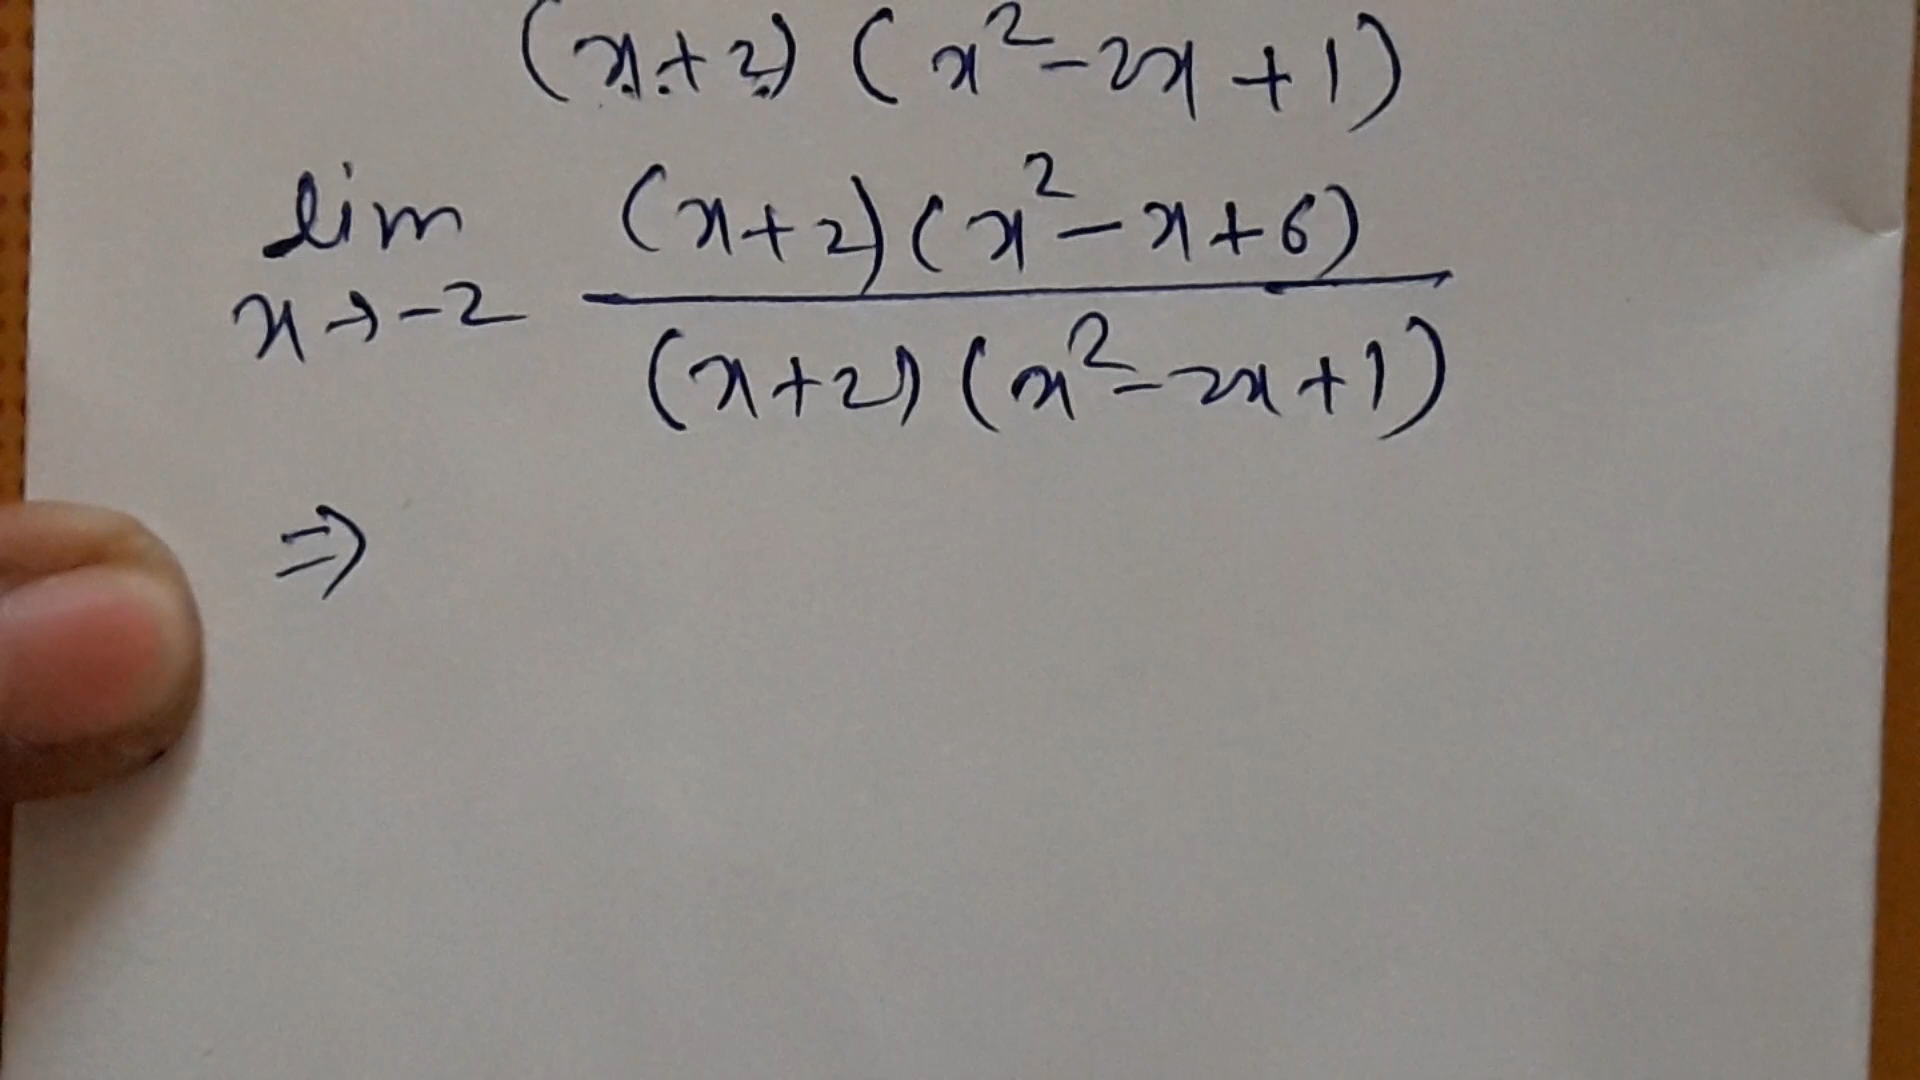 (x+2) (x²-2x+1)
lim (x+2)(x²-x+6)
x→-2 (x+2)(x²-2x+1)
⇒